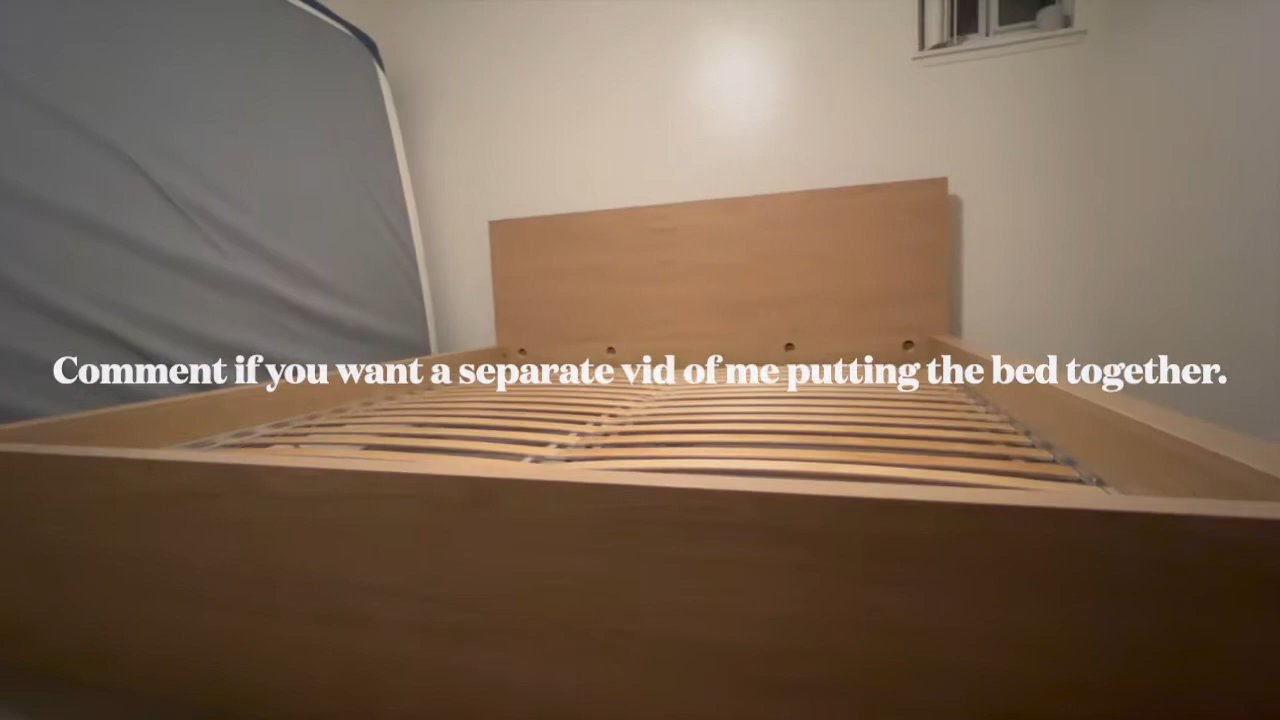 Comment if you want a separate vid of me putting the bed together.